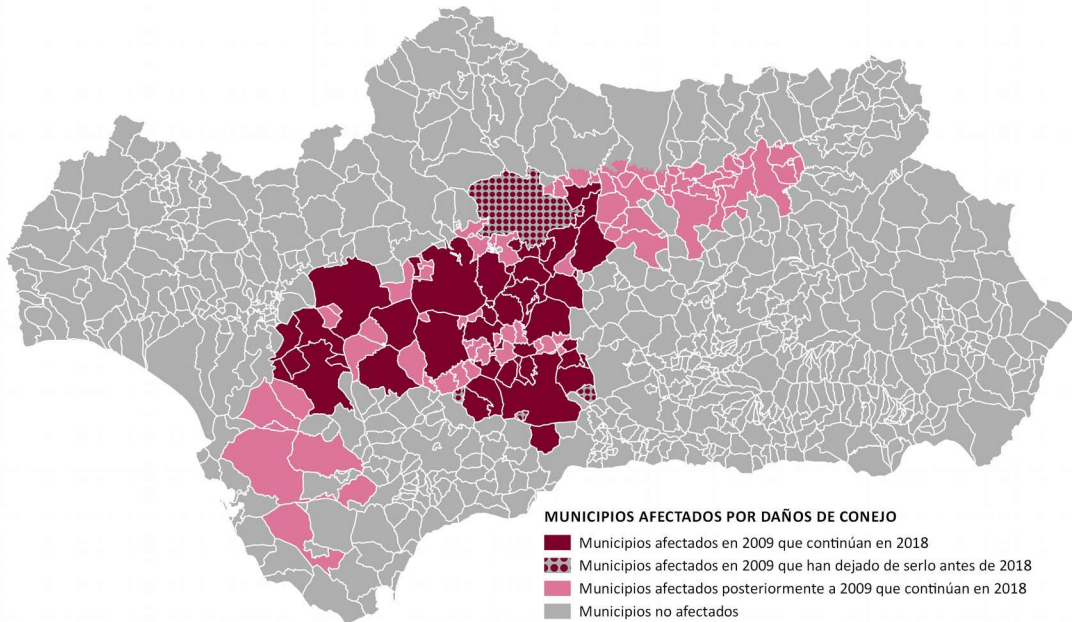 MUNICIPIOS AFECTADOS POR DAÑOS DE CONEJO
Municipios afectados en 2009 que continúan en 2018
Municipios afectados en 2009 que han dejado de serlo antes de 2018
Municipios afectados posteriormente a 2009 que continúan en 2018
Municipios no afectados